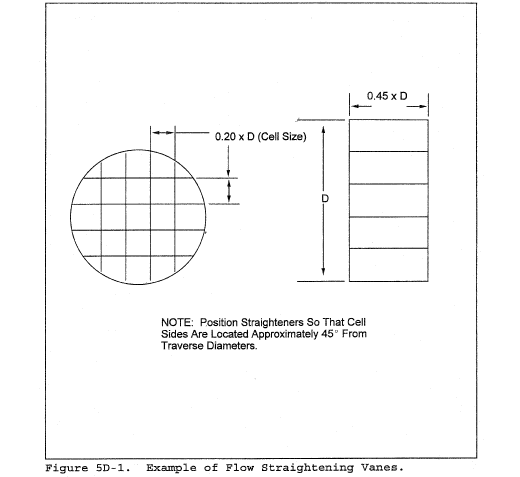 0.45 x D
0.20 x D (Cell Size)
D
NOTE: Position Straighteners So That Cell
Sides Are Located Approximately 45° From
Traverse Diameters.
Figure 5D-1. Example of Flow Straightening Vanes.